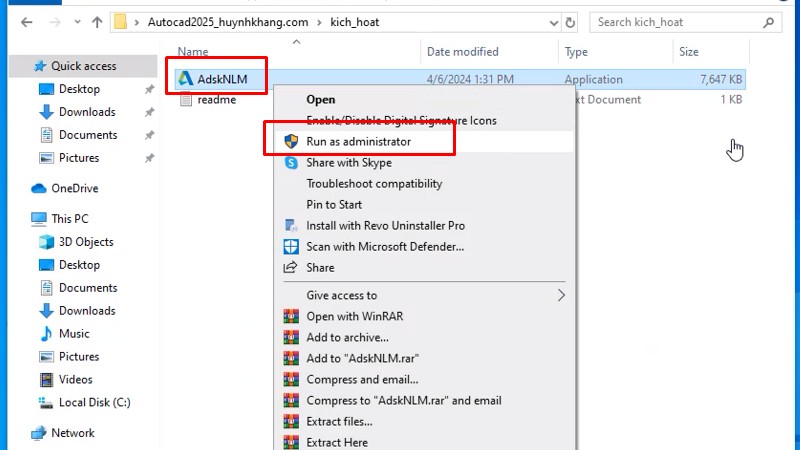 Autocad2025_huynhkhang.com > kich_hoat
Search kich_hoat
Name Date modified Type Size
Quick access
AdskNLM 4/6/2024 1:31 PM Application 7,647 KB
Desktop
readme xt Document 1 KB
Downloads
Documents
Pictures
OneDrive
This PC
3D Objects
Desktop
Documents
Downloads
Music
Pictures
Videos
Local Disk (C:)
Network
Open
Enable/Disable Digital Signature Icons
Run as administrator
Share with Skype
Troubleshoot compatibility
Pin to Start
Install with Revo Uninstaller Pro
Scan with Microsoft Defender...
Share
Give access to
Open with WinRAR
Add to archive...
Add to "AdskNLM.rar"
Compress and email...
Compress to "AdskNLM.rar" and email
Extract files...
Extract Here